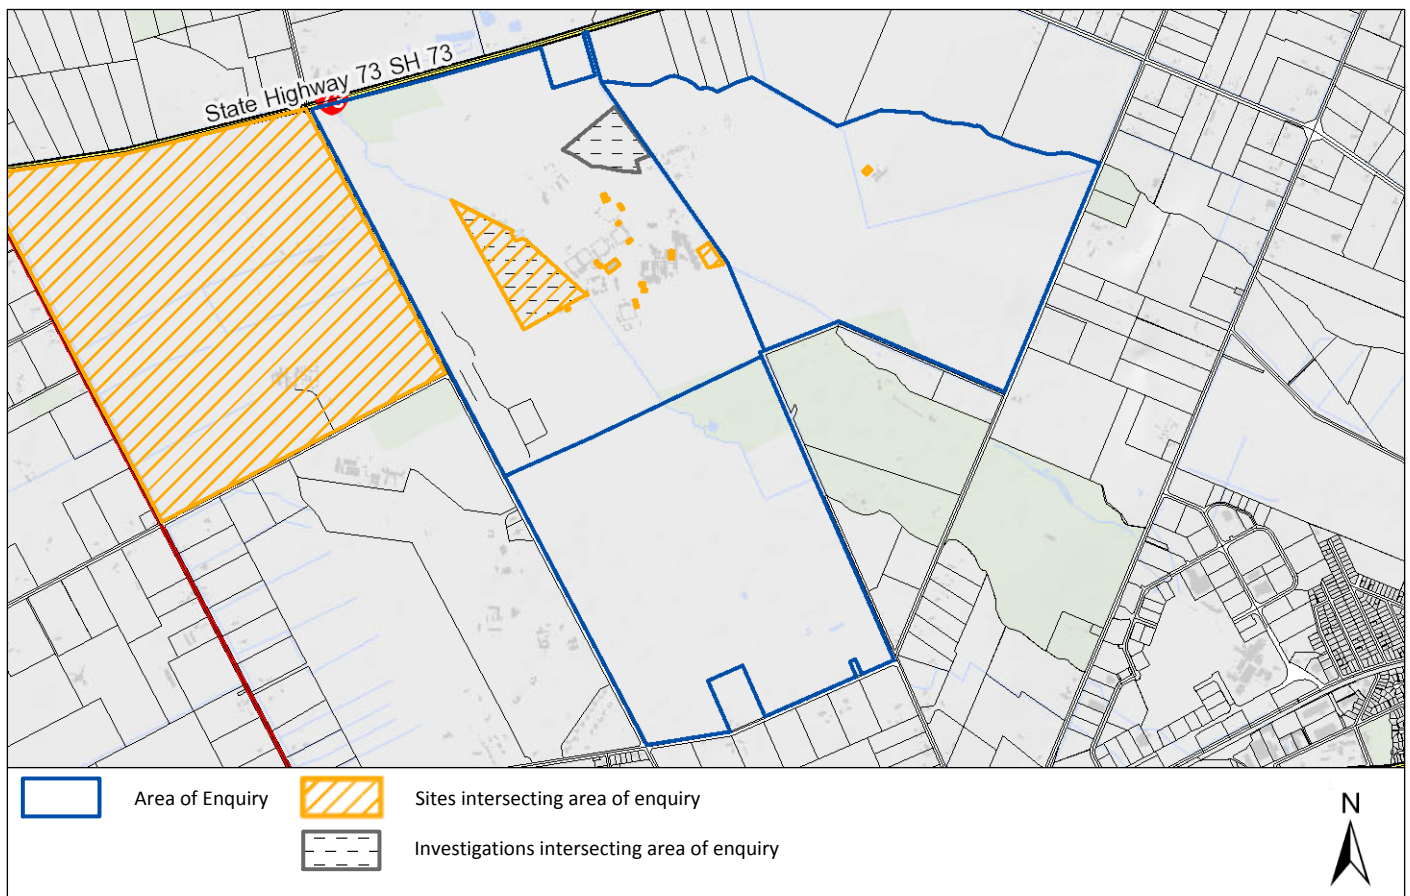 State Highway 73 SH 73
Area of Enquiry
Sites intersecting area of enquiry
N
Investigations intersecting area of enquiry